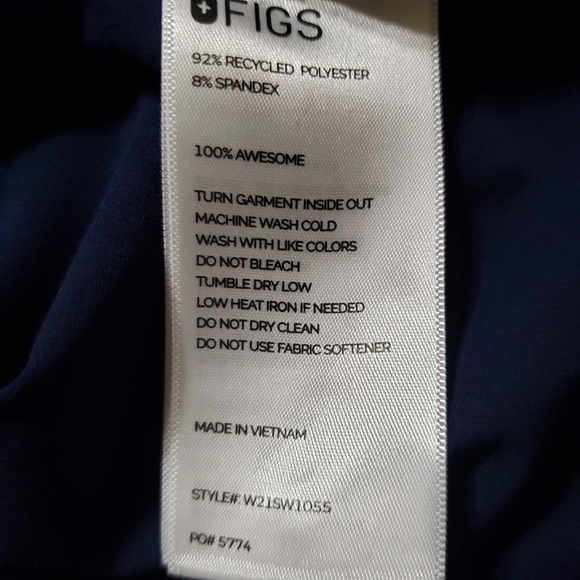 FIGS
92% RECYCLED POLYESTER
8% SPANDEX
100% AWESOME
TURN GARMENT INSIDE OUT
MACHINE WASH COLD
WASH WITH LIKE COLORS
DO NOT BLEACH
TUMBLE DRY LOW
LOW HEAT IRON IF NEEDED
DO NOT DRY CLEAN
DO NOT USE FABRIC SOFTENER
MADE IN VIETNAM
STYLE#: W21SW1055
PO# 5774